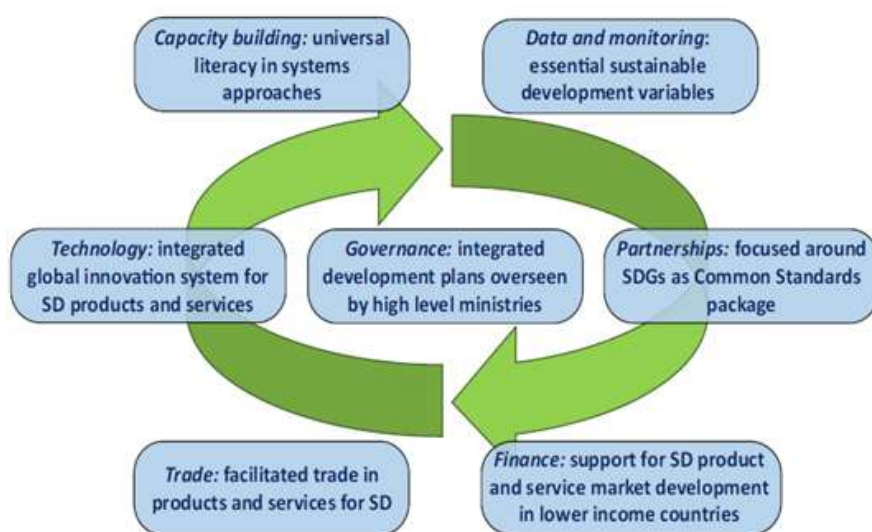 Capacity building: universal
literacy in systems
approaches
Data and monitoring:
essential sustainable
development variables
Technology: integrated
global innovation system for
SD products and services
Governance: integrated
development plans overseen
by high level ministries
Partnerships: focused around
SDGs as Common Standards
package
Trade: facilitated trade in
products and services for SD
Finance: support for SD product
and service market development
in lower income countries